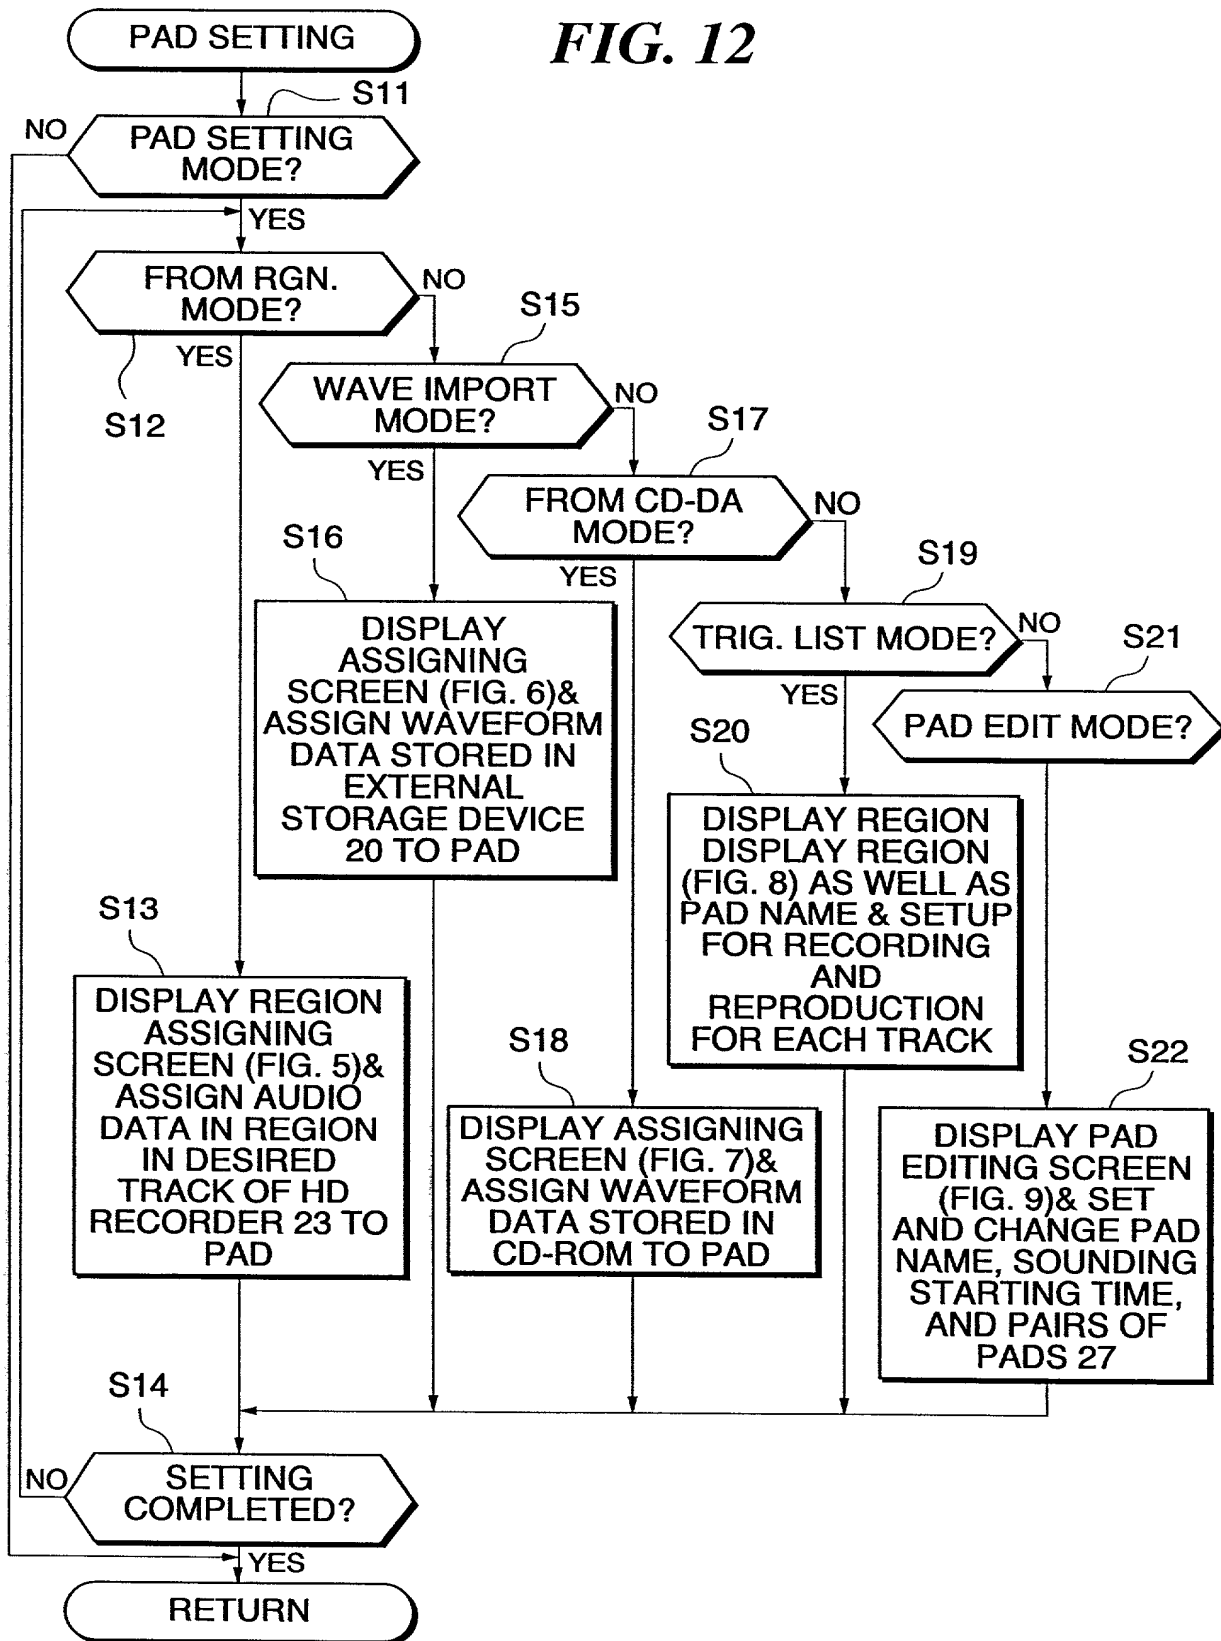 PAD SETTING
FIG. 12
S11
NO
PAD SETTING
MODE?
YES
FROM RGN.
MODE?
NO
YES
S12
S15
WAVE IMPORT
MODE?
NO
YES
S17
FROM CD-DA
MODE?
NO
YES
S16
DISPLAY
ASSIGNING
SCREEN (FIG. 6)&
ASSIGN WAVEFORM
DATA STORED IN
EXTERNAL
STORAGE DEVICE
20 TO PAD
S19
TRIG. LIST MODE?
NO
YES
S21
PAD EDIT MODE?
S20
DISPLAY REGION
DISPLAY REGION
(FIG. 8) AS WELL AS
PAD NAME & SETUP
FOR RECORDING
AND
REPRODUCTION
FOR EACH TRACK
S13
DISPLAY REGION
ASSIGNING
SCREEN (FIG. 5)&
ASSIGN AUDIO
DATA IN REGION
IN DESIRED
TRACK OF HD
RECORDER 23 TO
PAD
S18
DISPLAY ASSIGNING
SCREEN (FIG. 7)&
ASSIGN WAVEFORM
DATA STORED IN
CD-ROM TO PAD
S22
DISPLAY PAD
EDITING SCREEN
(FIG. 9)& SET
AND CHANGE PAD
NAME, SOUNDING
STARTING TIME,
AND PAIRS OF
PADS 27
S14
NO
SETTING
COMPLETED?
YES
RETURN